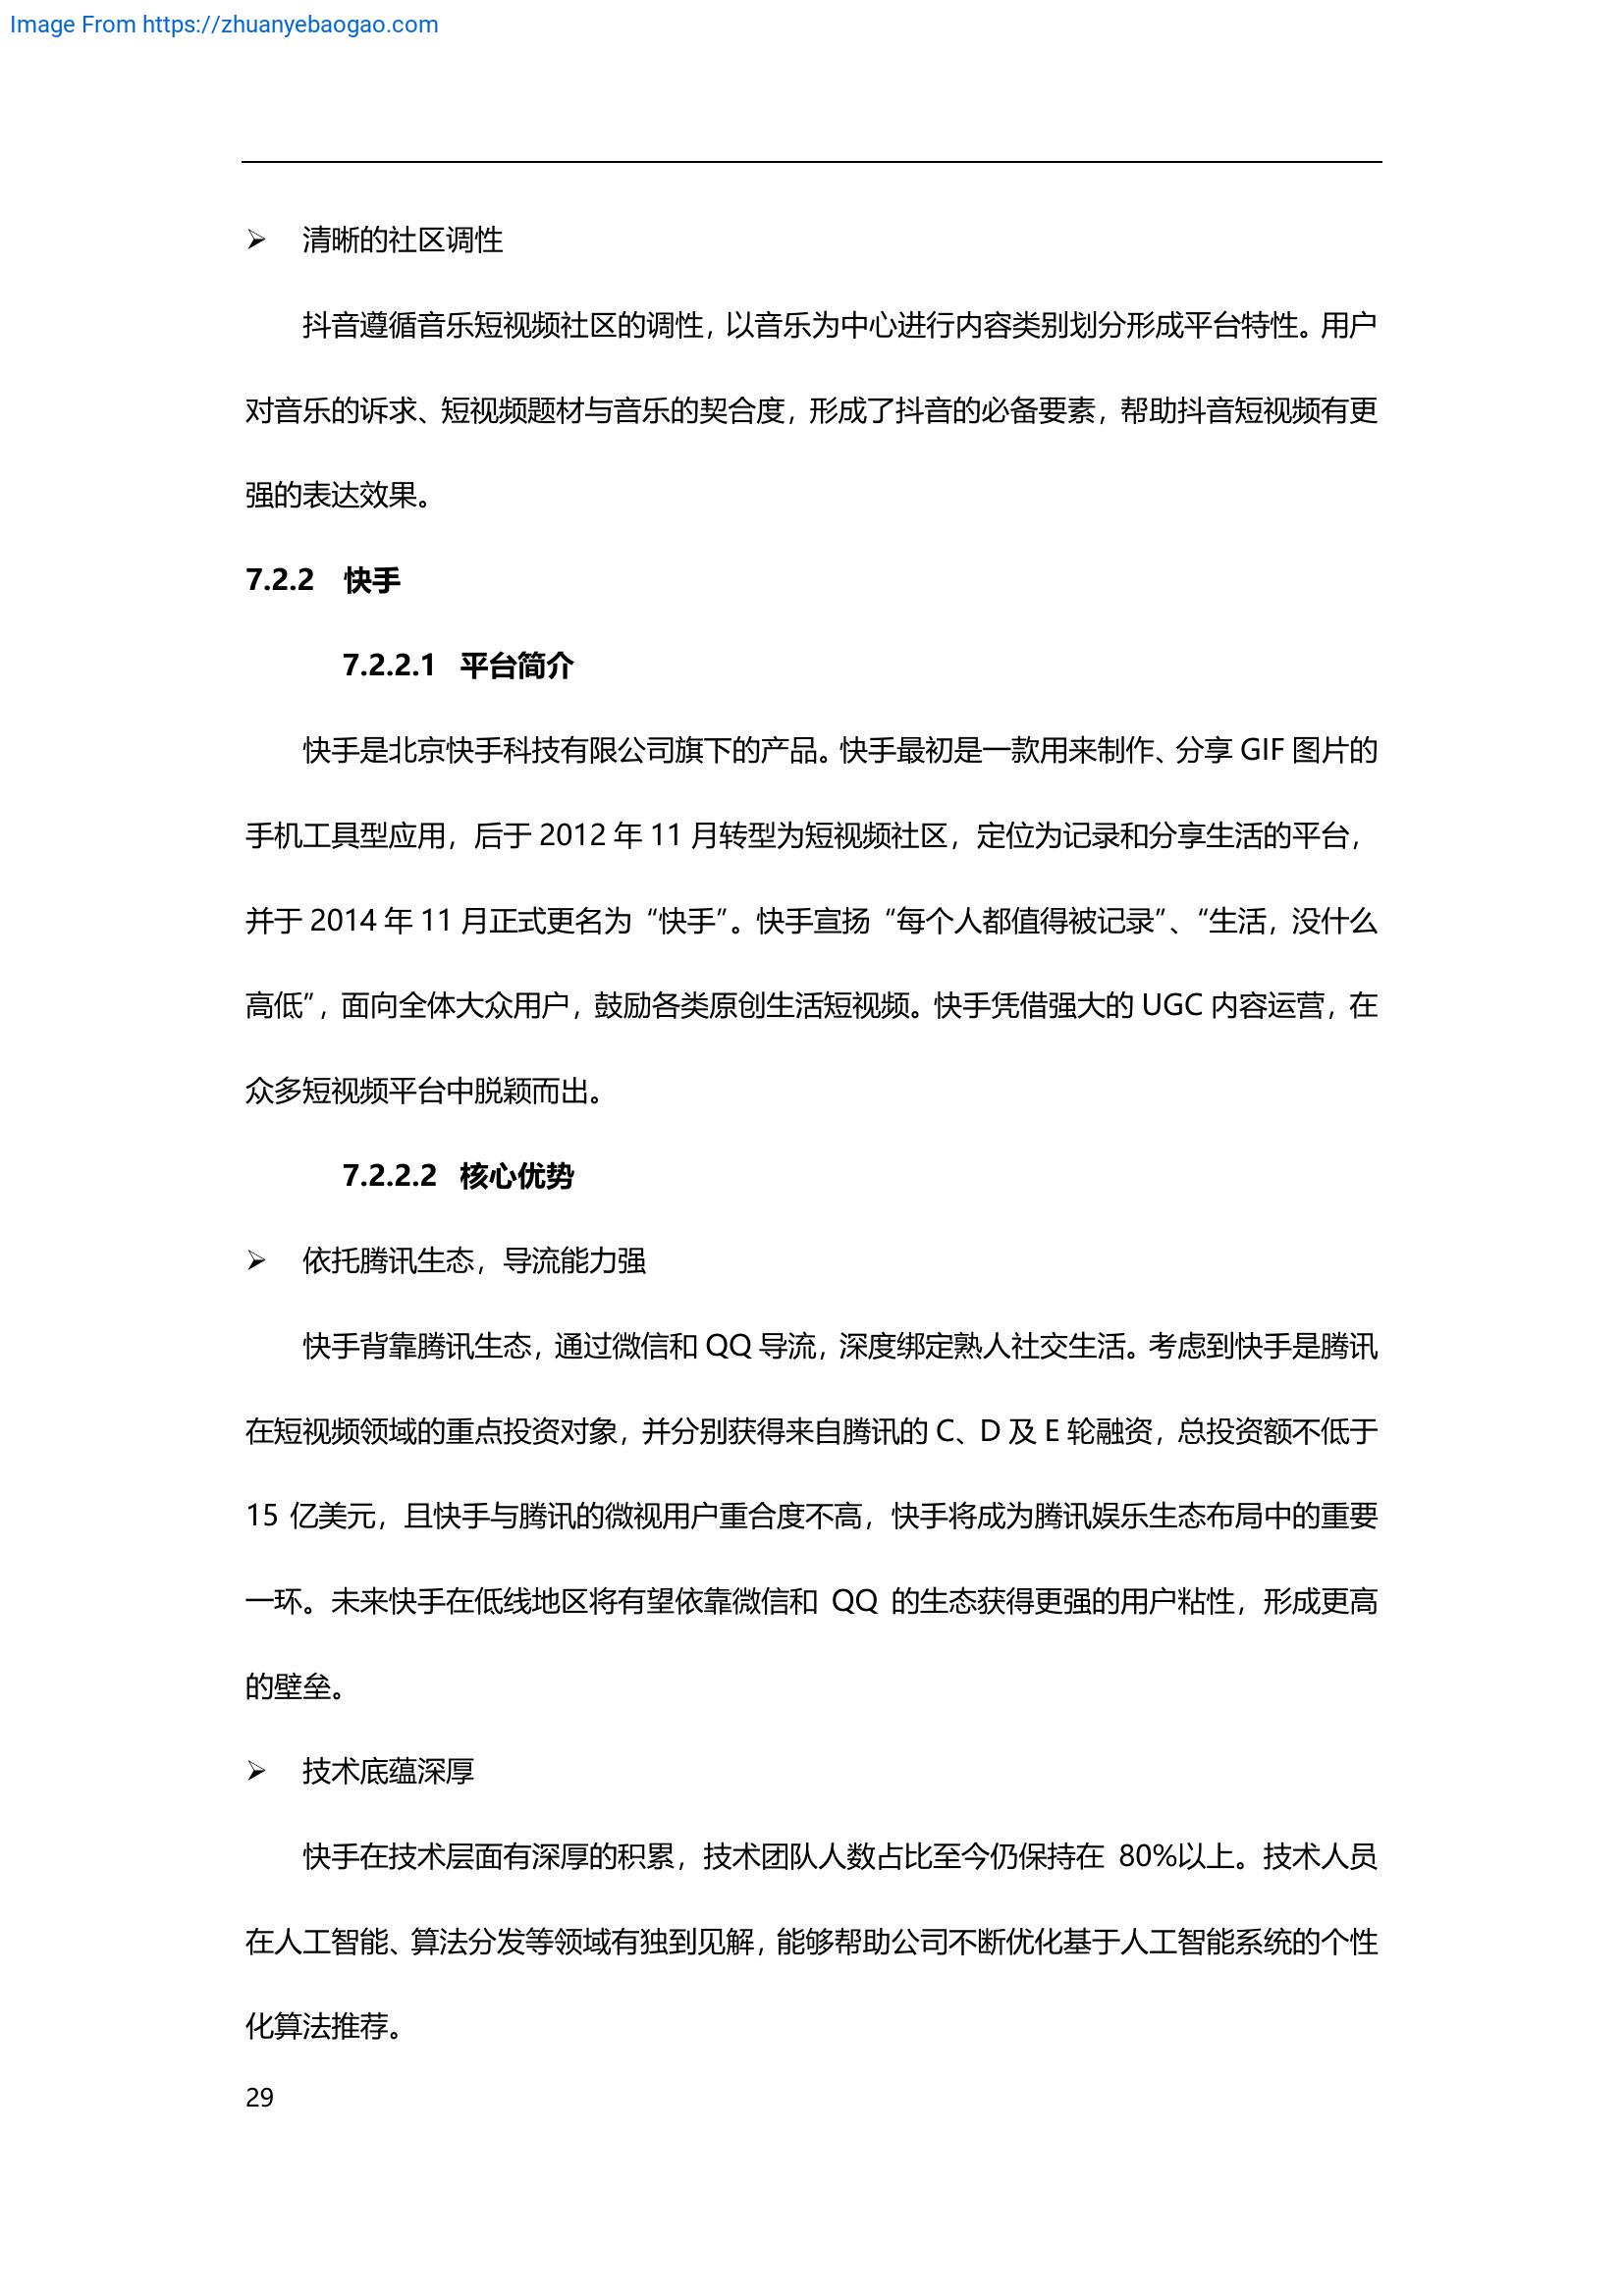 Image From https://zhuanyebaogao.com
➢ 清晰的社区调性
抖音遵循音乐短视频社区的调性，以音乐为中心进行内容类别划分形成平台特性。用户
对音乐的诉求、短视频题材与音乐的契合度，形成了抖音的必备要素，帮助抖音短视频有更
强的表达效果。
7.2.2 快手
7.2.2.1 平台简介
快手是北京快手科技有限公司旗下的产品。快手最初是一款用来制作、分享 GIF 图片的
手机工具型应用，后于 2012 年 11 月转型为短视频社区，定位为记录和分享生活的平台，
并于 2014 年 11 月正式更名为“快手”。快手宣扬“每个人都值得被记录”、“生活，没什么
高低”，面向全体大众用户，鼓励各类原创生活短视频。快手凭借强大的 UGC 内容运营，在
众多短视频平台中脱颖而出。
7.2.2.2 核心优势
➢ 依托腾讯生态，导流能力强
快手背靠腾讯生态，通过微信和 QQ 导流，深度绑定熟人社交生活。考虑到快手是腾讯
在短视频领域的重点投资对象，并分别获得来自腾讯的 C、D 及 E 轮融资，总投资额不低于
15 亿美元，且快手与腾讯的微视用户重合度不高，快手将成为腾讯娱乐生态布局中的重要
一环。未来快手在低线地区将有望依靠微信和 QQ 的生态获得更强的用户粘性，形成更高
的壁垒。
➢ 技术底蕴深厚
快手在技术层面有深厚的积累，技术团队人数占比至今仍保持在 80%以上。技术人员
在人工智能、算法分发等领域有独到见解，能够帮助公司不断优化基于人工智能系统的个性
化算法推荐。
29